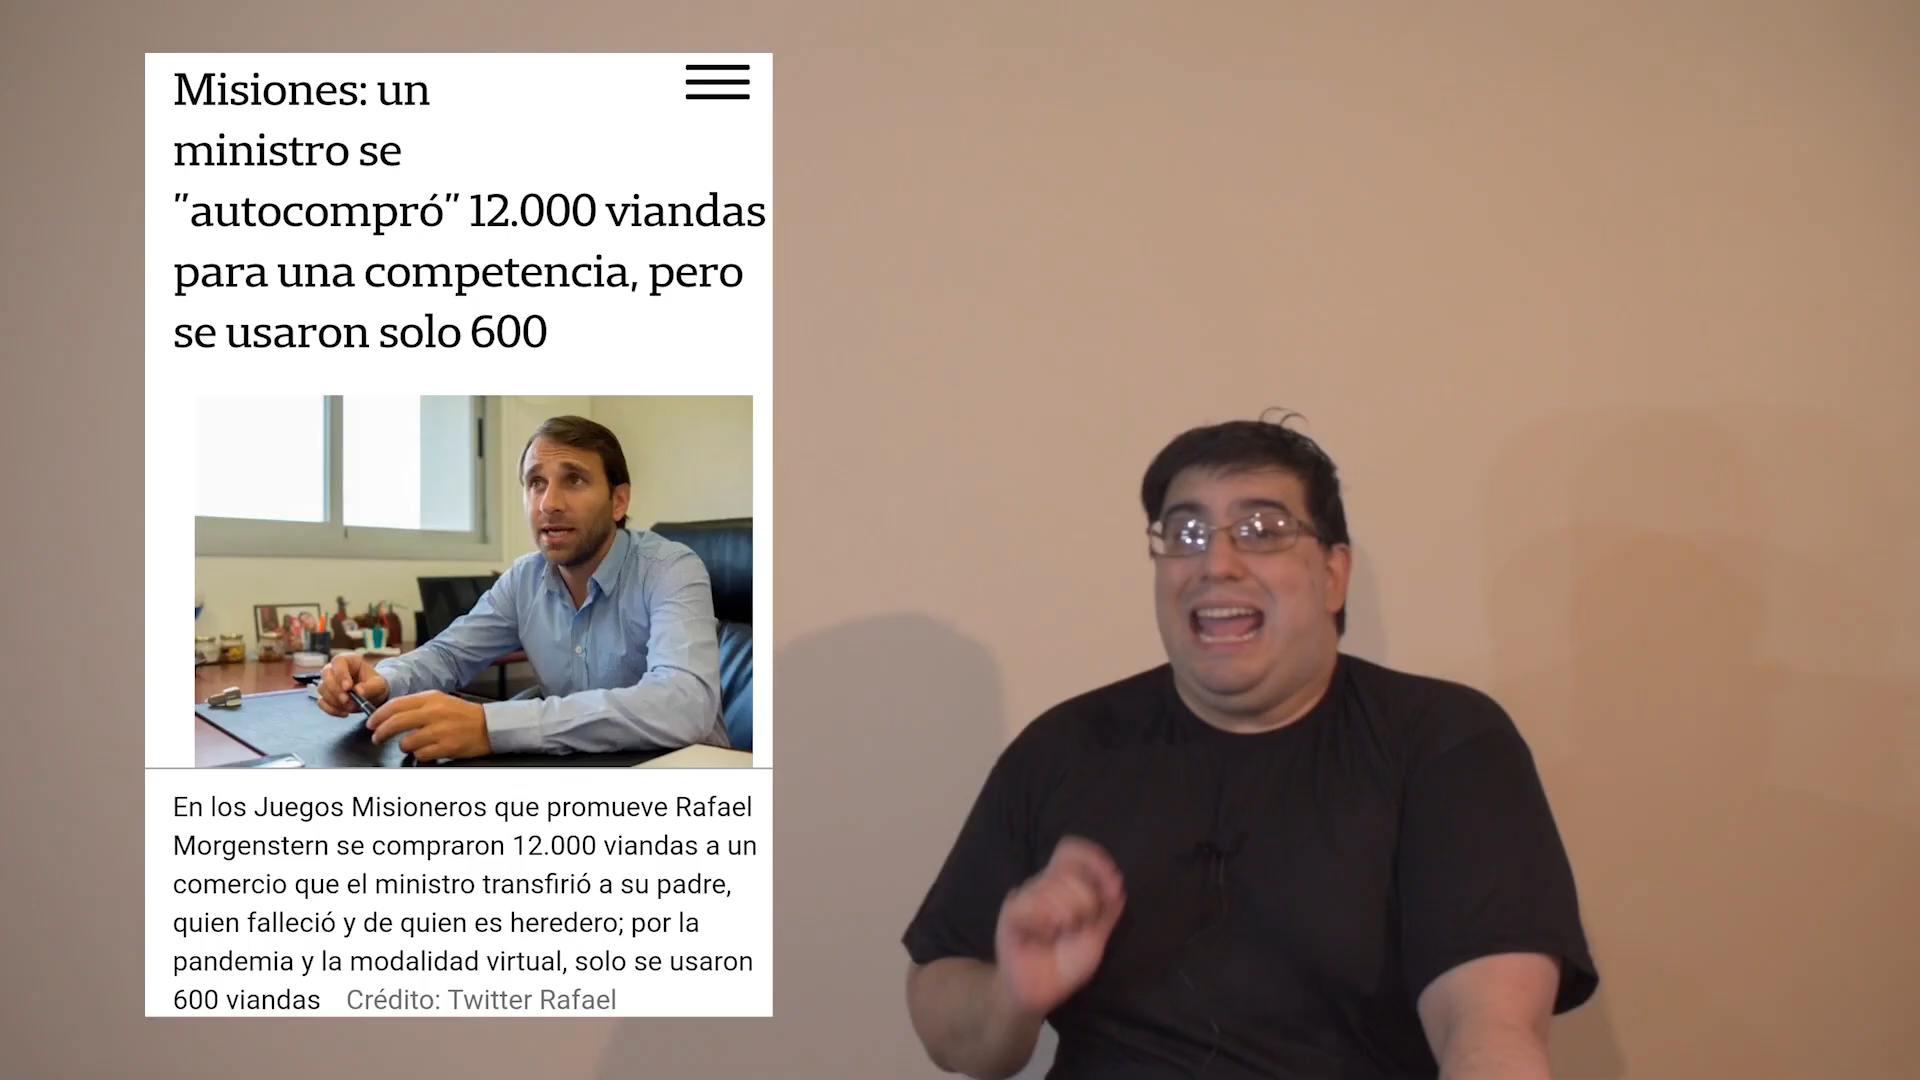 Misiones: un
ministro se
"autocompró" 12.000 viandas
para una competencia, pero
se usaron solo 600
En los Juegos Misioneros que promueve Rafael
Morgenstern se compraron 12.000 viandas a un
comercio que el ministro transfirió a su padre,
quien falleció y de quien es heredero; por la
pandemia y la modalidad virtual, solo se usaron
600 viandas Crédito: Twitter Rafael